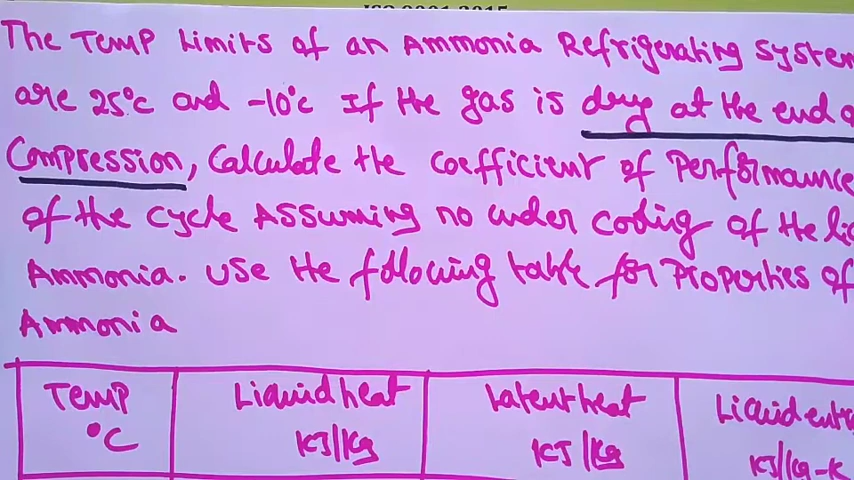 The Temp Limits of an Ammonia Refrigerating System
are 25°C and -10°C If the gas is dry at the end o
Compression, Calculate the coefficient of Performance
of the cycle Assuming no under cooling of the li
Ammonia. Use the following table for Properties of
Ammonia
Temp °C
Liquid heat KJ/Kg
Latent heat KJ/Kg
Liquid entro KJ/Kg-K